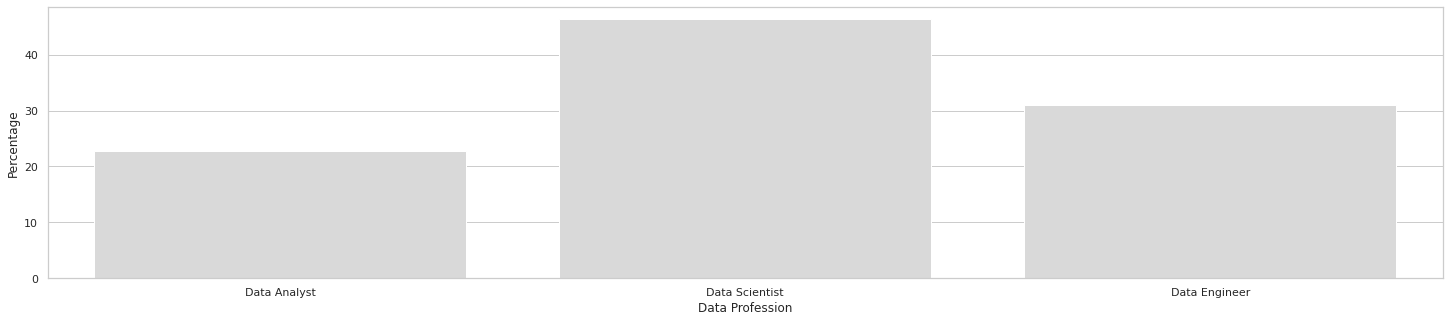 Percentage
40
30
20
10
0
Data Analyst
Data Scientist
Data Engineer
Data Profession